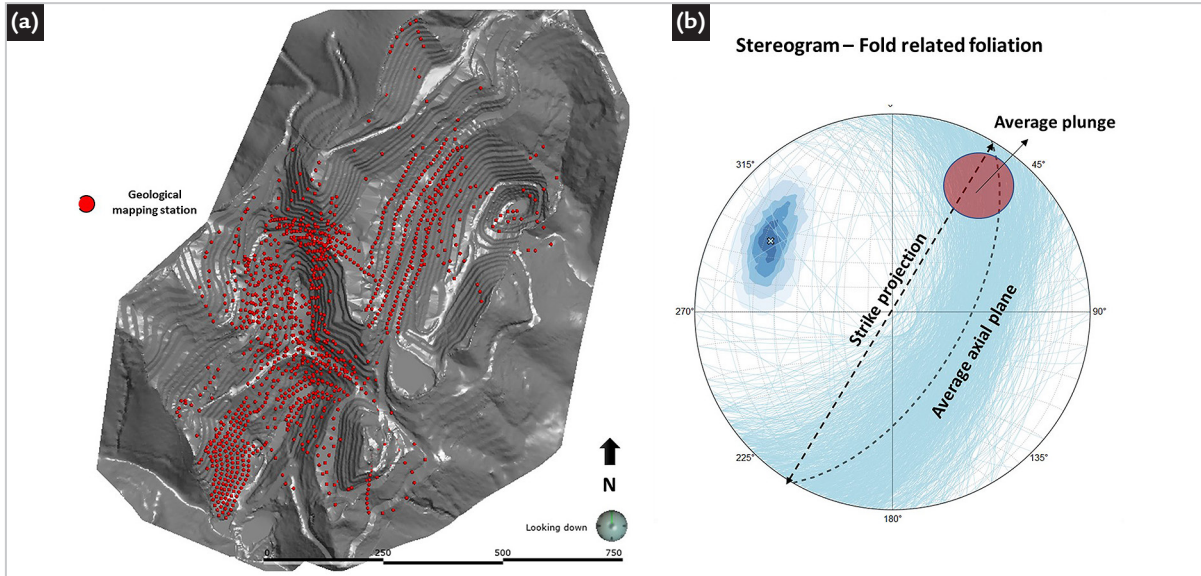 (a)
Geological
mapping station
N
Looking down
0
250
500
750
(b)
Stereogram – Fold related foliation
Average plunge
315°
45°
Strike projection
270°
90°
Average axial plane
225°
135°
180°